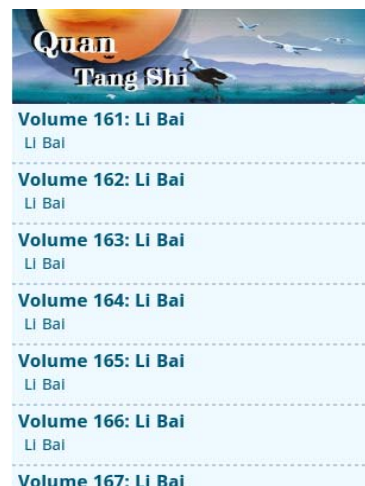 Quan
Tang Shi
Volume 161: Li Bai
Li Bai
Volume 162: Li Bai
Li Bai
Volume 163: Li Bai
Li Bai
Volume 164: Li Bai
Li Bai
Volume 165: Li Bai
Li Bai
Volume 166: Li Bai
Li Bai
Volume 167: Li Bai